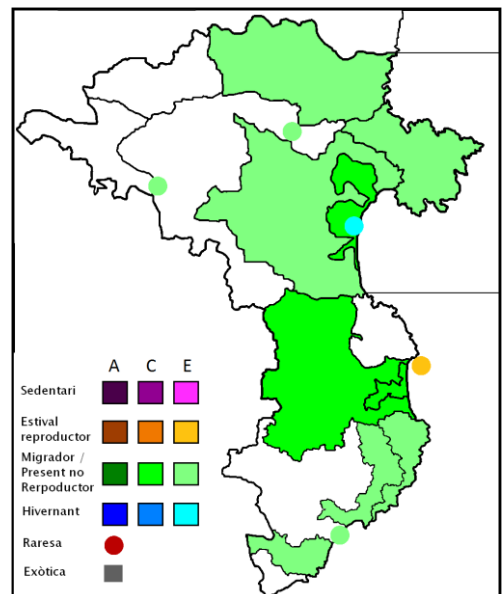 A C E
Sedentari
Estival
reproductor
Migrador /
Present no
Rerpoductor
Hivernant
Raresa
Exòtica